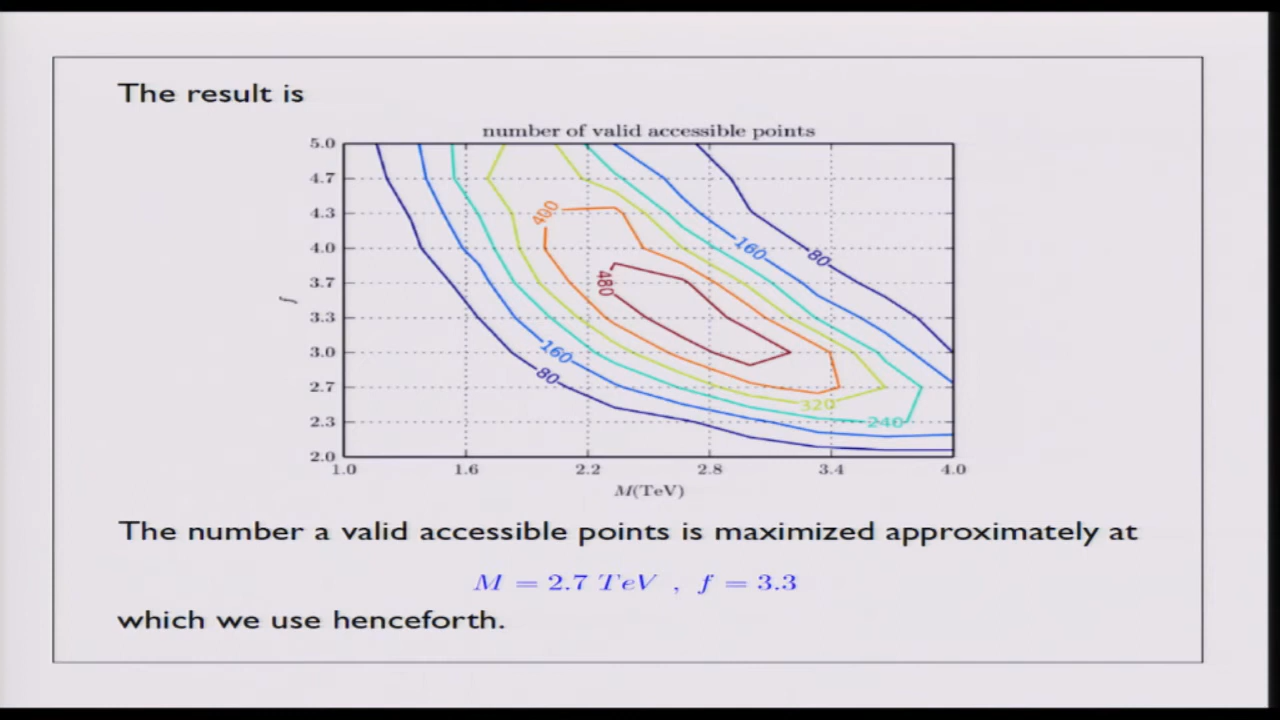 The result is
number of valid accessible points
5.0
4.7
4.3
4.0
3.7
3.3
3.0
2.7
2.3
2.0
f
400
480
160
80
160
80
320
240
1.0 1.6 2.2 2.8 3.4 4.0
M(TeV)
The number a valid accessible points is maximized approximately at
M = 2.7 TeV , f = 3.3
which we use henceforth.